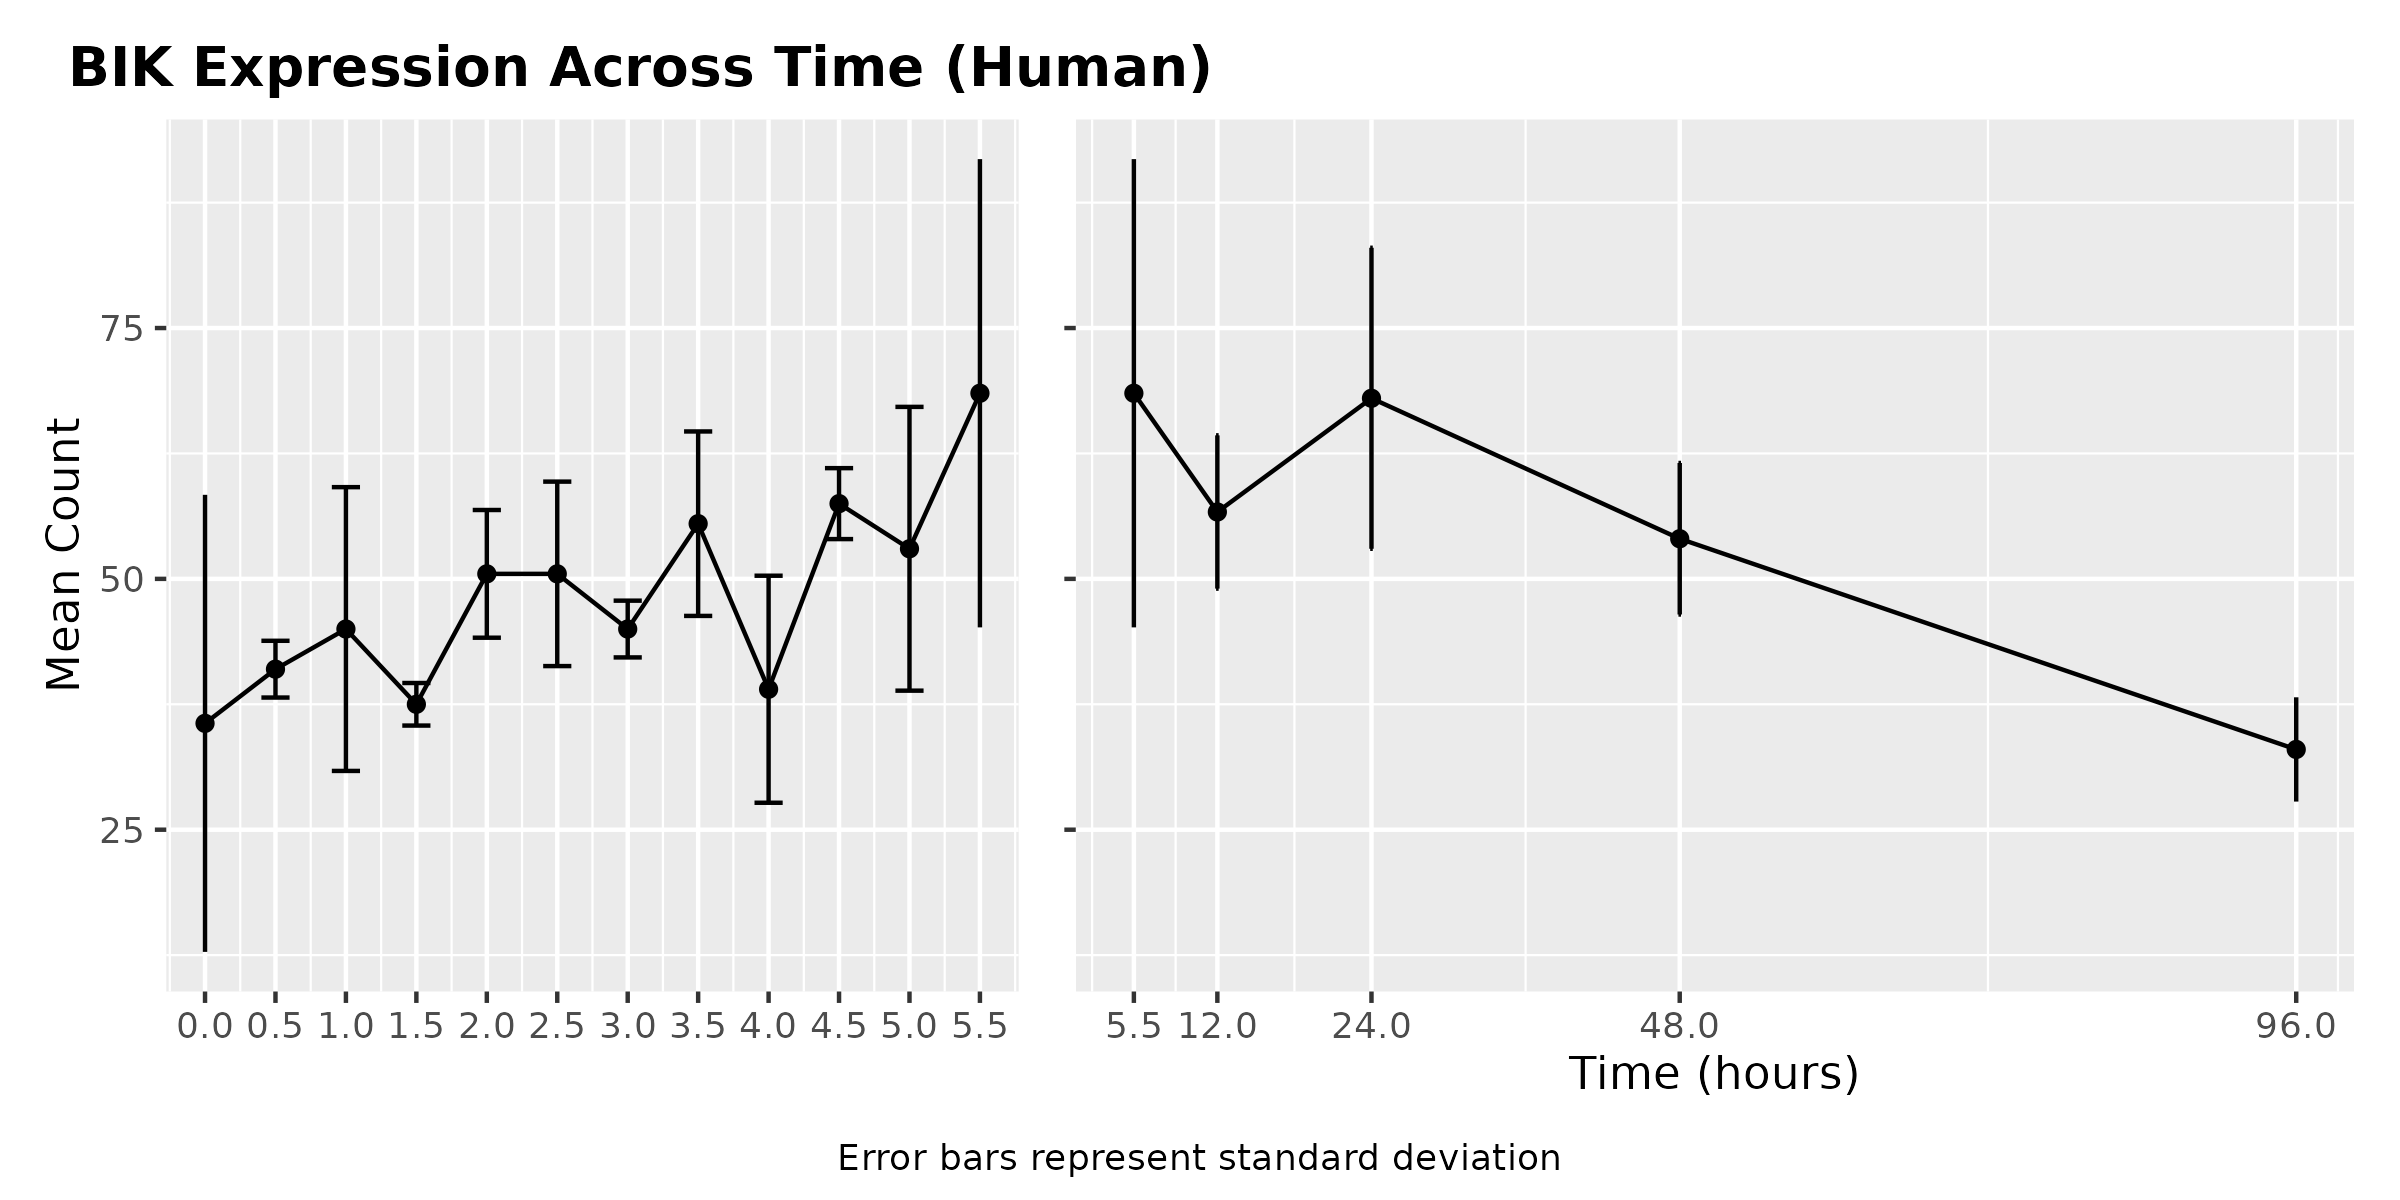 BIK Expression Across Time (Human)
Mean Count
75
50
25
0.0 0.5 1.0 1.5 2.0 2.5 3.0 3.5 4.0 4.5 5.0 5.5
5.5 12.0 24.0 48.0 96.0
Time (hours)
Error bars represent standard deviation